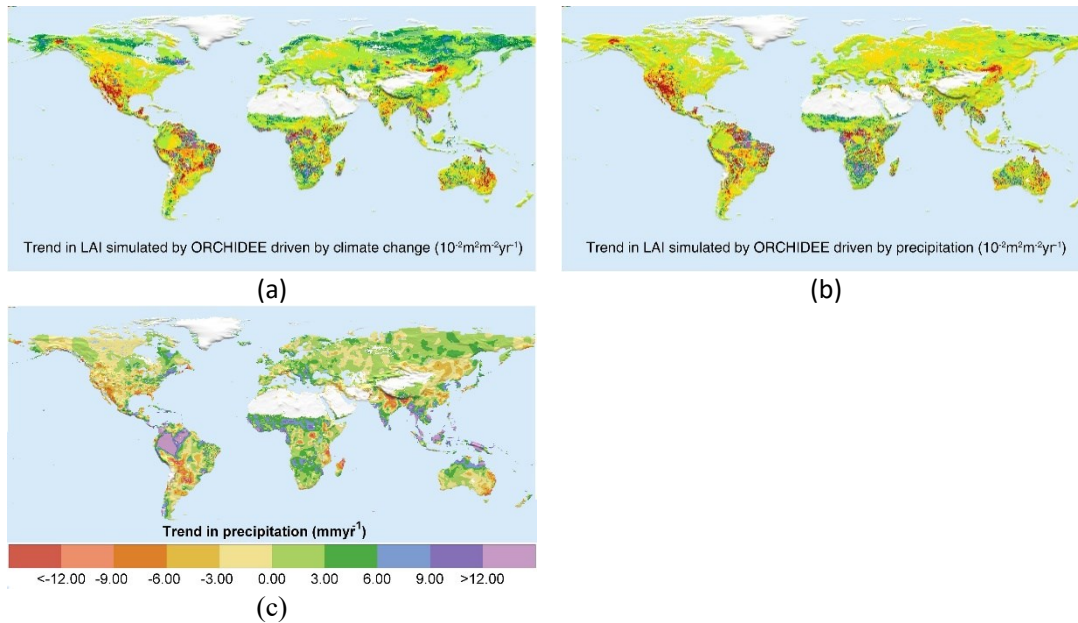 Trend in LAI simulated by ORCHIDEE driven by climate change (10⁻²m²m⁻²yr⁻¹)
Trend in LAI simulated by ORCHIDEE driven by precipitation (10⁻²m²m⁻²yr⁻¹)
(a)
(b)
Trend in precipitation (mmyr⁻¹)
<-12.00 -9.00 -6.00 -3.00 0.00 3.00 6.00 9.00 >12.00
(c)